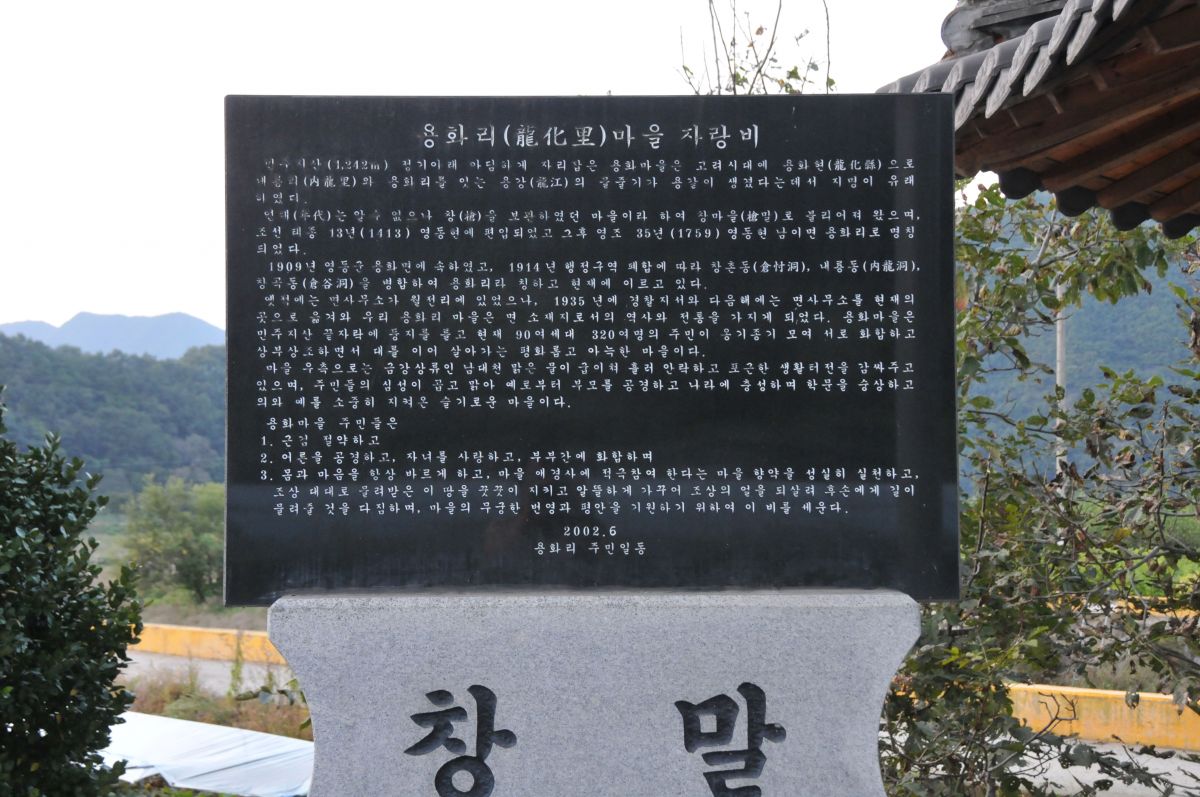 용화리(龍化里)마을 자랑비
민주지산(1,242m) 정기아래 아담하게 자리잡은 용화마을은 고려시대에 용화현(龍化縣)으로
내룡리(內龍里)와 용화리를 잇는 용강(龍江)의 물줄기가 용같이 생겼다는데서 지명이 유래
되었다.
연대(年代)는 알수 없으나 창(槍)을 보관하였던 마을이라 하여 창마을(槍말)로 불리어져 왔으며,
조선 태종 13년(1413) 영동현에 편입되었고 그후 영조 35년(1759) 영동현 남이면 용화리로 명칭
되었다.
1909년 영동군 용화면에 속하였고, 1914년 행정구역 폐합에 따라 창촌동(倉忖洞), 내룡동(內龍洞),
창곡동(倉谷洞)을 병합하여 용화리라 칭하고 현재에 이르고 있다.
옛적에는 면사무소가 월전리에 있었으나, 1935년에 경찰지서와 다음해에는 면사무소를 현재의
곳으로 옮겨와 우리 용화리 마을은 면 소재지로서의 역사와 전통을 가지게 되었다. 용화마을은
민주지산 끝자락에 둥지를 틀고 현재 90여세대 320여명의 주민이 옹기종기 모여 서로 화합하고
상부상조하면서 대를 이어 살아가는 평화롭고 아늑한 마을이다.
마을 우측으로는 금강상류인 남대천 맑은 물이 굽이쳐 흘러 안락하고 포근한 생활터전을 감싸주고
있으며, 주민들의 심성이 곱고 맑아 예로부터 부모를 공경하고 나라에 충성하며 학문을 숭상하고
의와 예를 소중히 지켜온 슬기로운 마을이다.
용화마을 주민들은
1. 근검 절약하고
2. 어른을 공경하고, 자녀를 사랑하고, 부부간에 화합하며
3. 몸과 마음을 항상 바르게 하고, 마을 애경사에 적극참여 한다는 마을 향약을 성실히 실천하고,
조상 대대로 물려받은 이 땅을 꿋꿋이 지키고 알뜰하게 가꾸어 조상의 얼을 되살려 후손에게 길이
물려줄 것을 다짐하며, 마을의 무궁한 번영과 평안을 기원하기 위하여 이 비를 세운다.
2002.6
용화리 주민일동
창 말